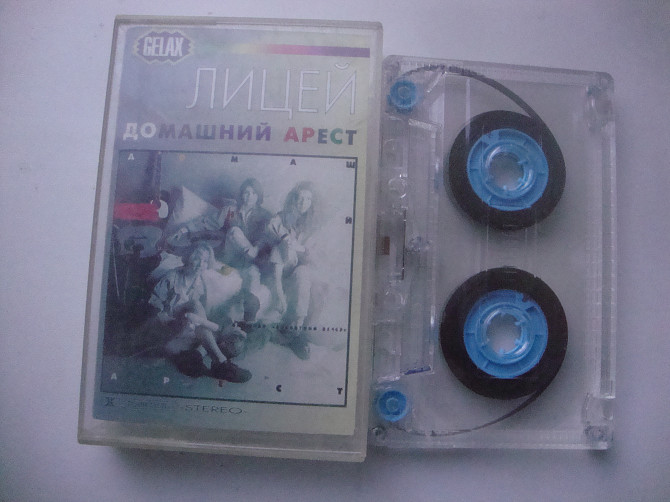 GELAX
ЛИЦЕЙ
ДОМАШНИЙ АРЕСТ
Д О М А Ш
Н И Й
А Р Е С Т
STEREO